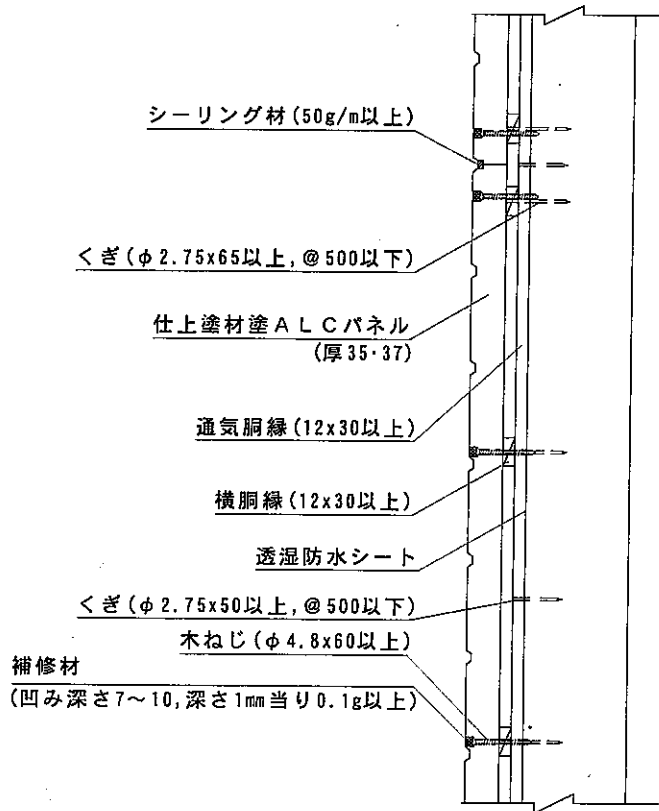 シーリング材(50g/m以上)
くぎ(φ2.75x65以上,@500以下)
仕上塗材塗ALCパネル
(厚35・37)
通気胴縁(12x30以上)
横胴縁(12x30以上)
透湿防水シート
くぎ(φ2.75x50以上,@500以下)
木ねじ(φ4.8x60以上)
補修材
(凹み深さ7~10,深さ1mm当り0.1g以上)